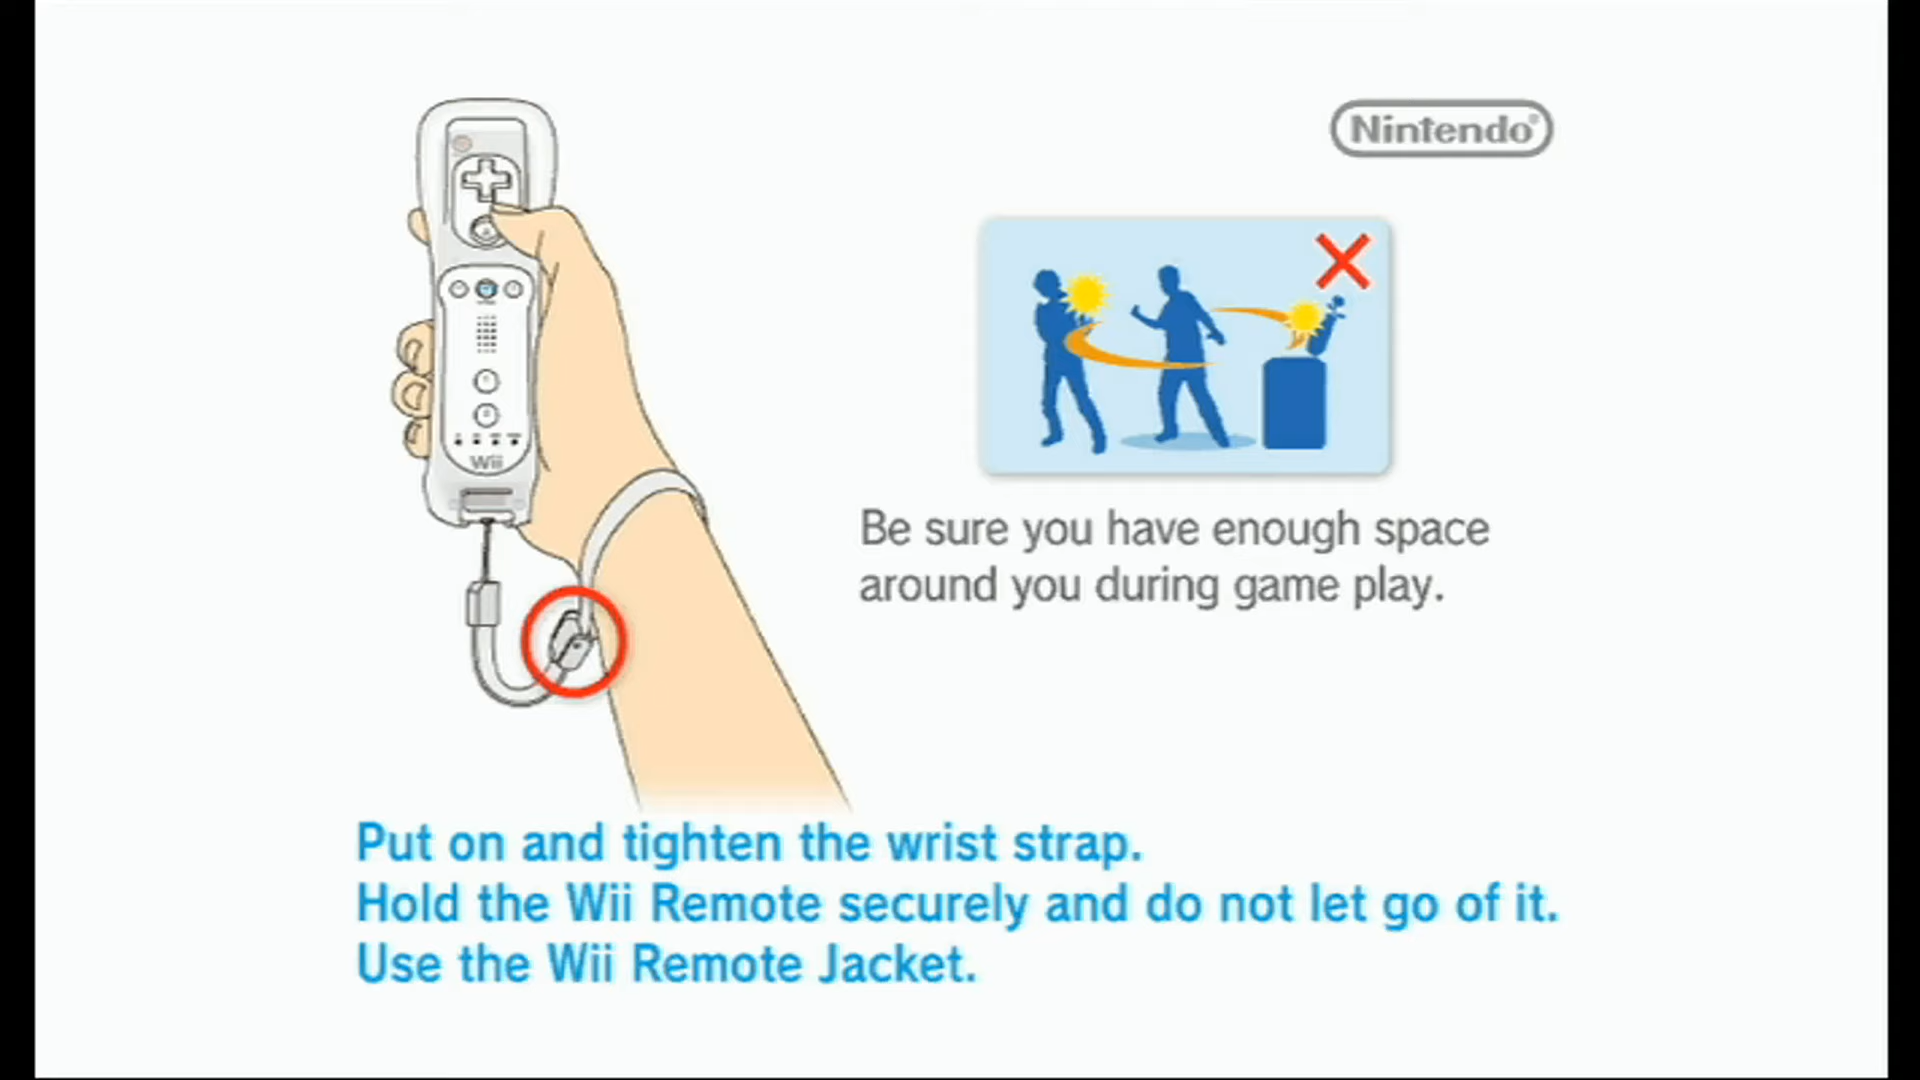 Nintendo®
Wii
Be sure you have enough space
around you during game play.
Put on and tighten the wrist strap.
Hold the Wii Remote securely and do not let go of it.
Use the Wii Remote Jacket.